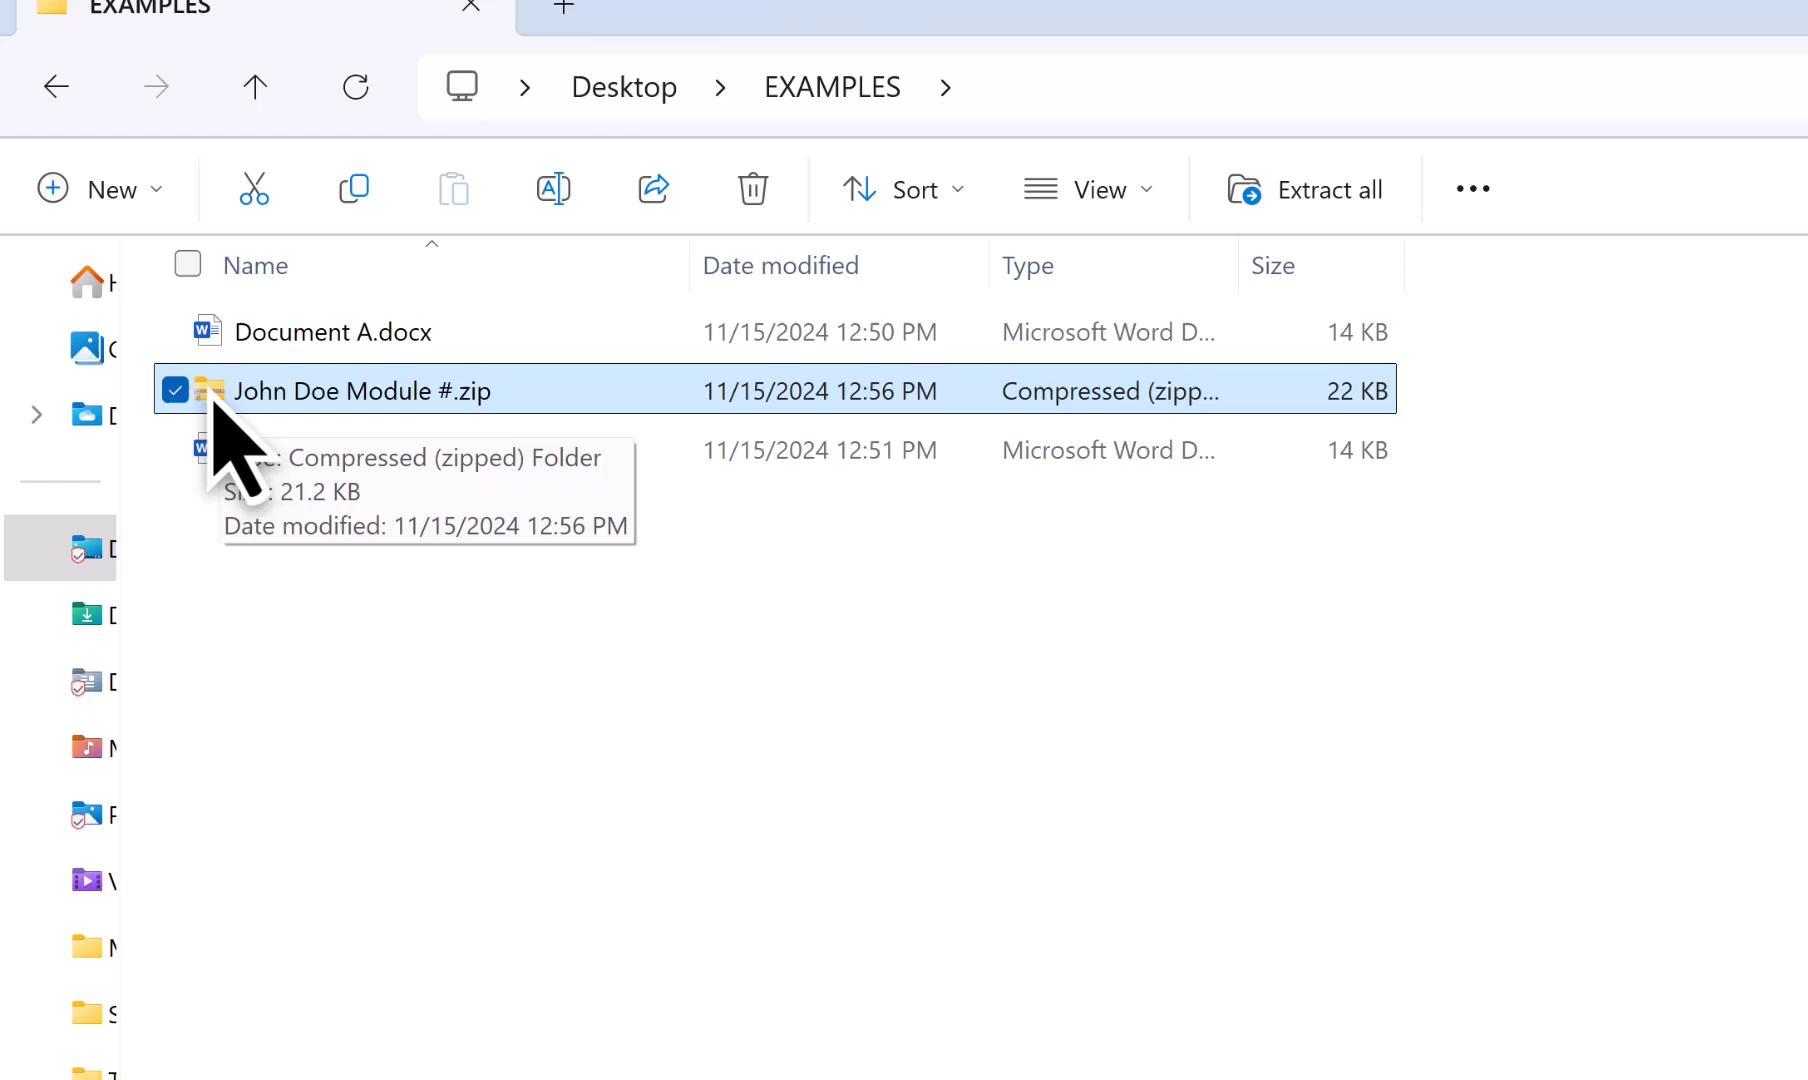 EXAMPLES
Desktop
EXAMPLES
New
Sort
View
Extract all
Name
Date modified
Type
Size
Document A.docx
11/15/2024 12:50 PM
Microsoft Word D...
14 KB
John Doe Module #.zip
11/15/2024 12:56 PM
Compressed (zipp...
22 KB
11/15/2024 12:51 PM
Microsoft Word D...
14 KB
Compressed (zipped) Folder
21.2 KB
Date modified: 11/15/2024 12:56 PM